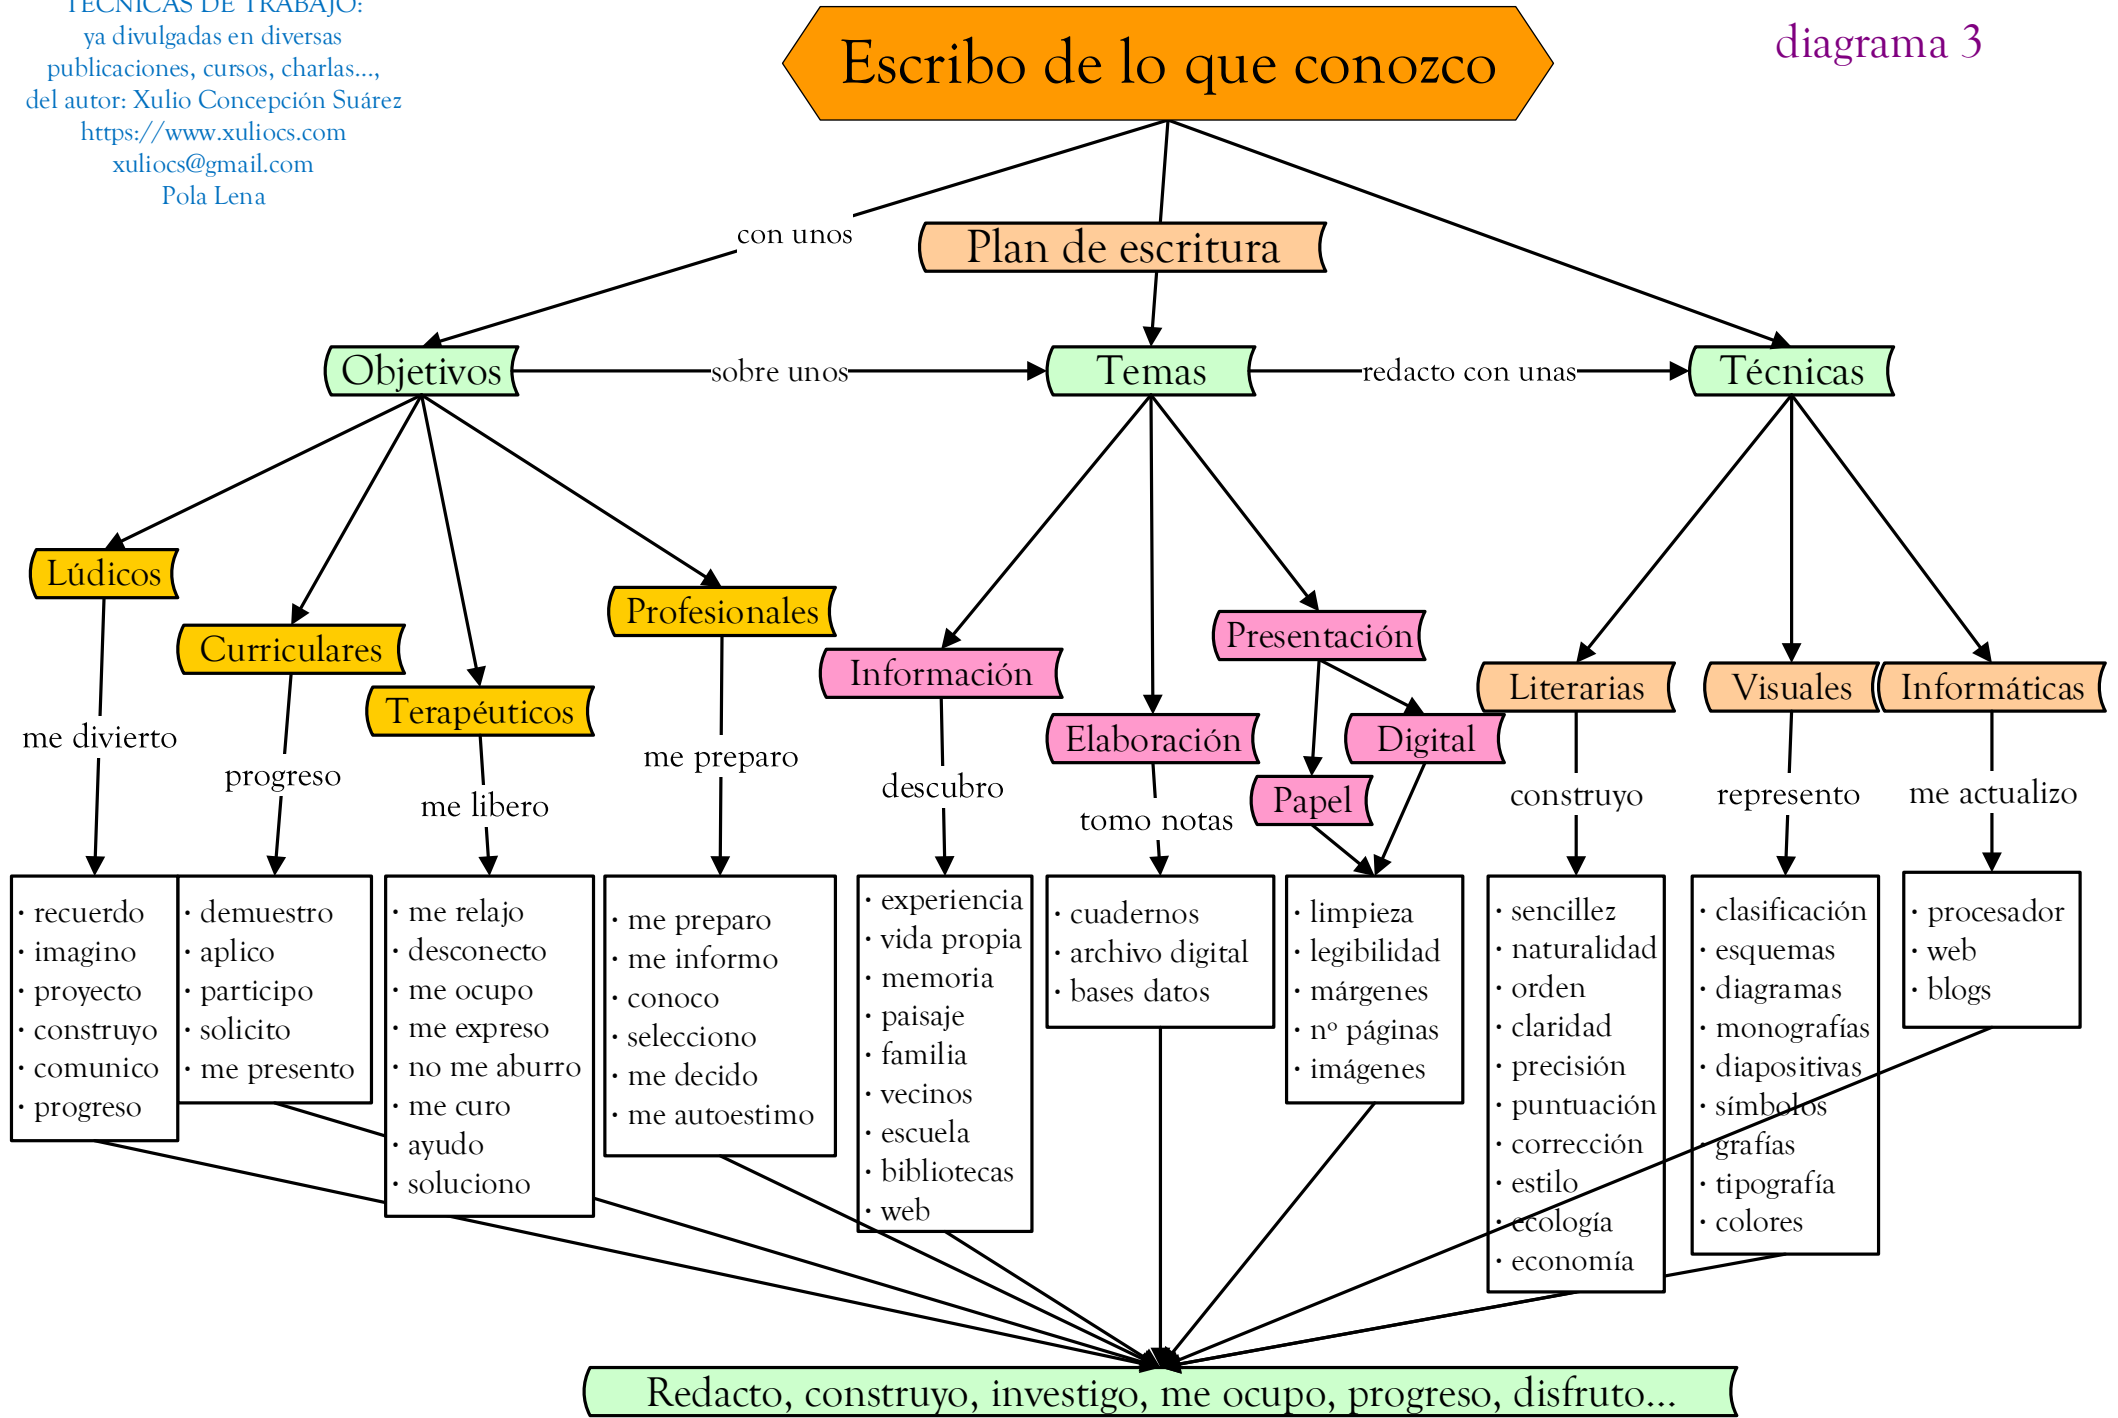 TÉCNICAS DE TRABAJO:
ya divulgadas en diversas
publicaciones, cursos, charlas...,
del autor: Xulio Concepción Suárez
https://www.xuliocs.com
xuliocs@gmail.com
Pola Lena
Escribo de lo que conozco
diagrama 3
con unos
Plan de escritura
Objetivos
sobre unos
Temas
redacto con unas
Técnicas
Lúdicos
Curriculares
Terapéuticos
Profesionales
Información
Elaboración
Presentación
Papel
Digital
Literarias
Visuales
Informáticas
me divierto
progreso
me libero
me preparo
descubro
tomo notas
construyo
represento
me actualizo
· recuerdo
· imagino
· proyecto
· construyo
· comunico
· progreso
· demuestro
· aplico
· participo
· solicito
· me presento
· me relajo
· desconecto
· me ocupo
· me expreso
· no me aburro
· me curo
· ayudo
· soluciono
· me preparo
· me informo
· conoco
· selecciono
· me decido
· me autoestimo
· experiencia
· vida propia
· memoria
· paisaje
· familia
· vecinos
· escuela
· bibliotecas
· web
· cuadernos
· archivo digital
· bases datos
· limpieza
· legibilidad
· márgenes
· nº páginas
· imágenes
· sencillez
· naturalidad
· orden
· claridad
· precisión
· puntuación
· corrección
· estilo
· ecología
· economía
· clasificación
· esquemas
· diagramas
· monografías
· diapositivas
· símbolos
· grafías
· tipografía
· colores
· procesador
· web
· blogs
Redacto, construyo, investigo, me ocupo, progreso, disfruto...